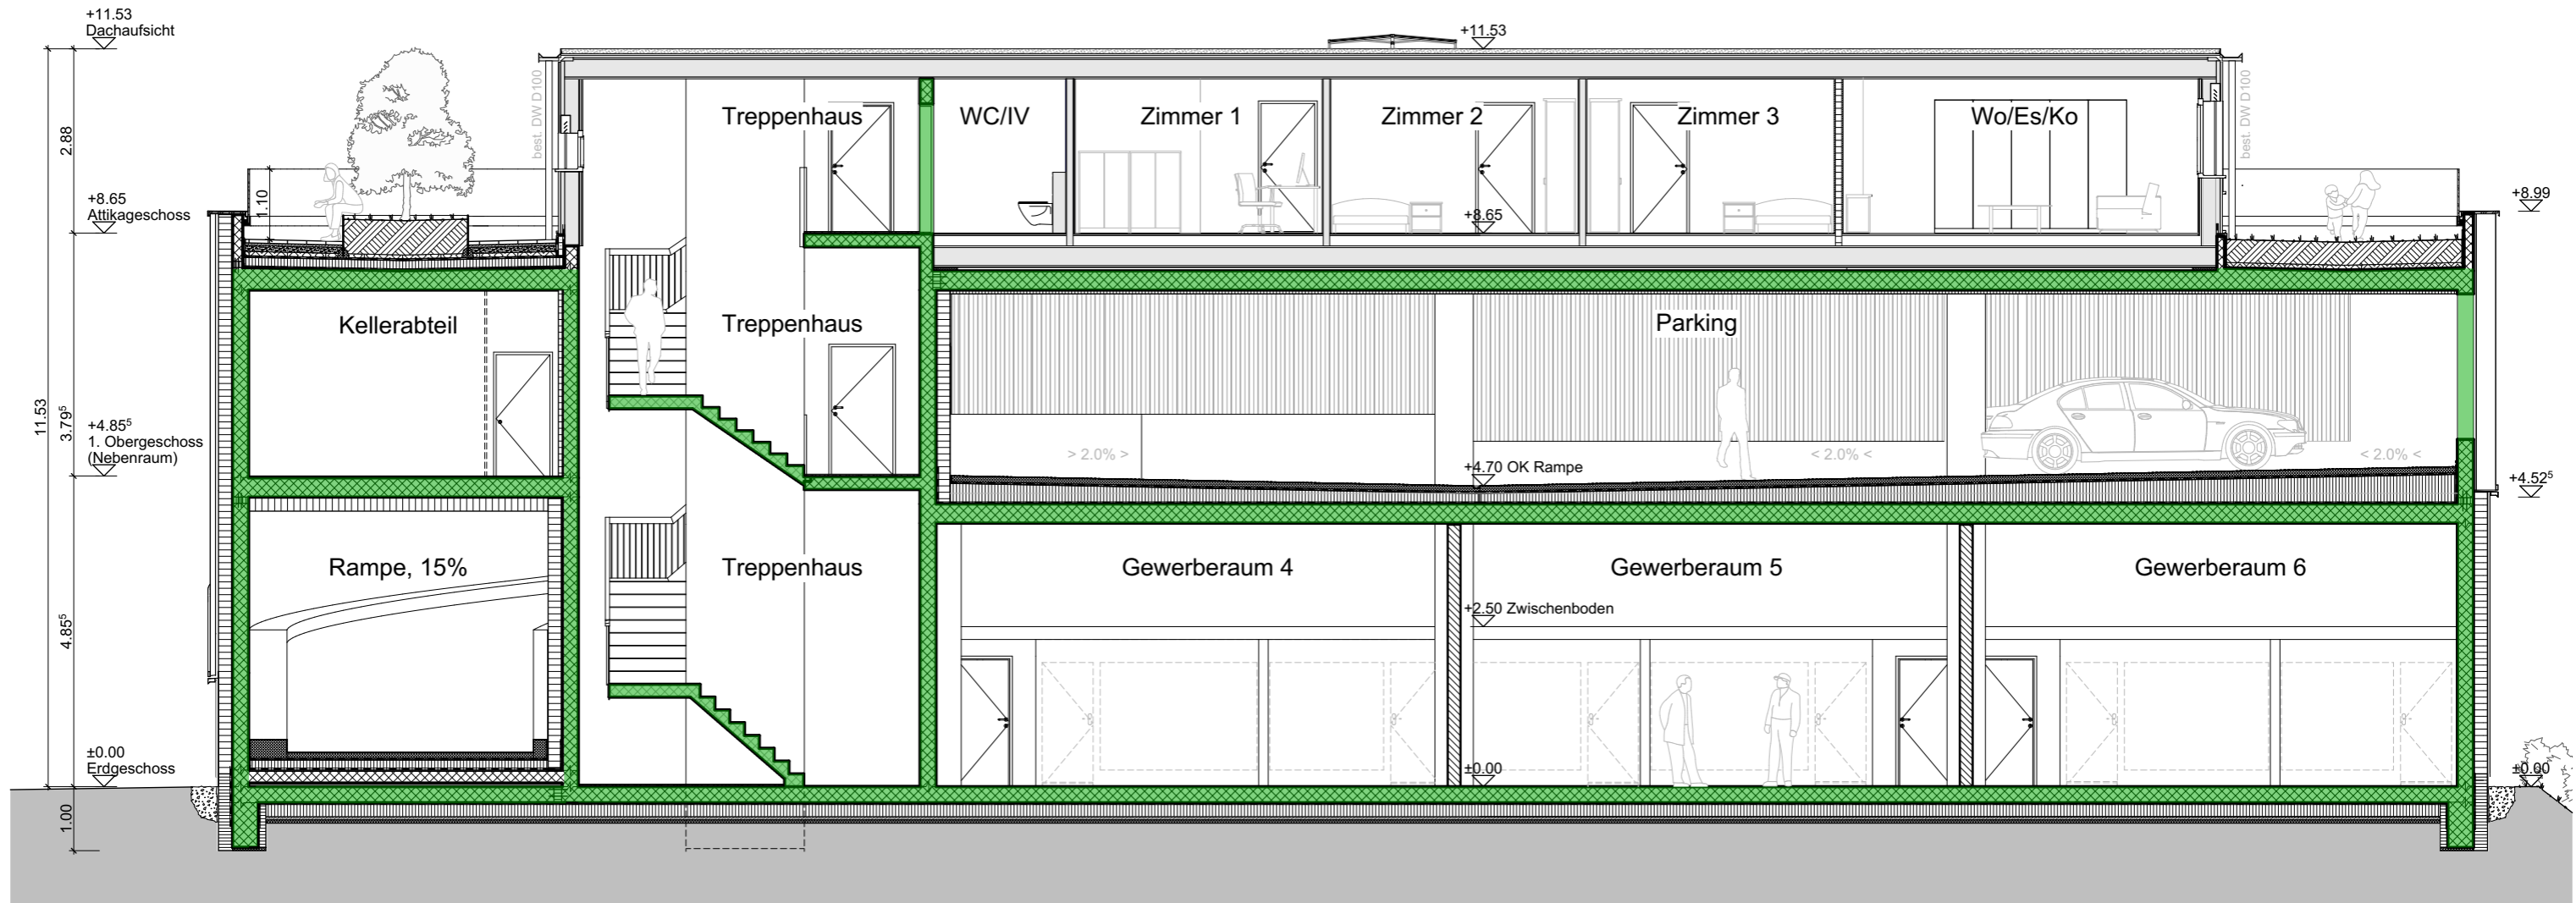 +11.53
Dachaufsicht
+11.53
best. DW D100
best. DW D100
Treppenhaus
WC/IV
Zimmer 1
Zimmer 2
Zimmer 3
Wo/Es/Ko
2.88
1.10
+8.65
Attikageschoss
+8.65
+8.99
Kellerabteil
Treppenhaus
Parking
11.53
3.79⁵
+4.85⁵
1. Obergeschoss
(Nebenraum)
> 2.0% >
+4.70 OK Rampe
< 2.0% <
< 2.0% <
+4.52⁵
Rampe, 15%
Treppenhaus
Gewerberaum 4
Gewerberaum 5
Gewerberaum 6
+2.50 Zwischenboden
4.85⁵
±0.00
Erdgeschoss
±0.00
±0.00
1.00